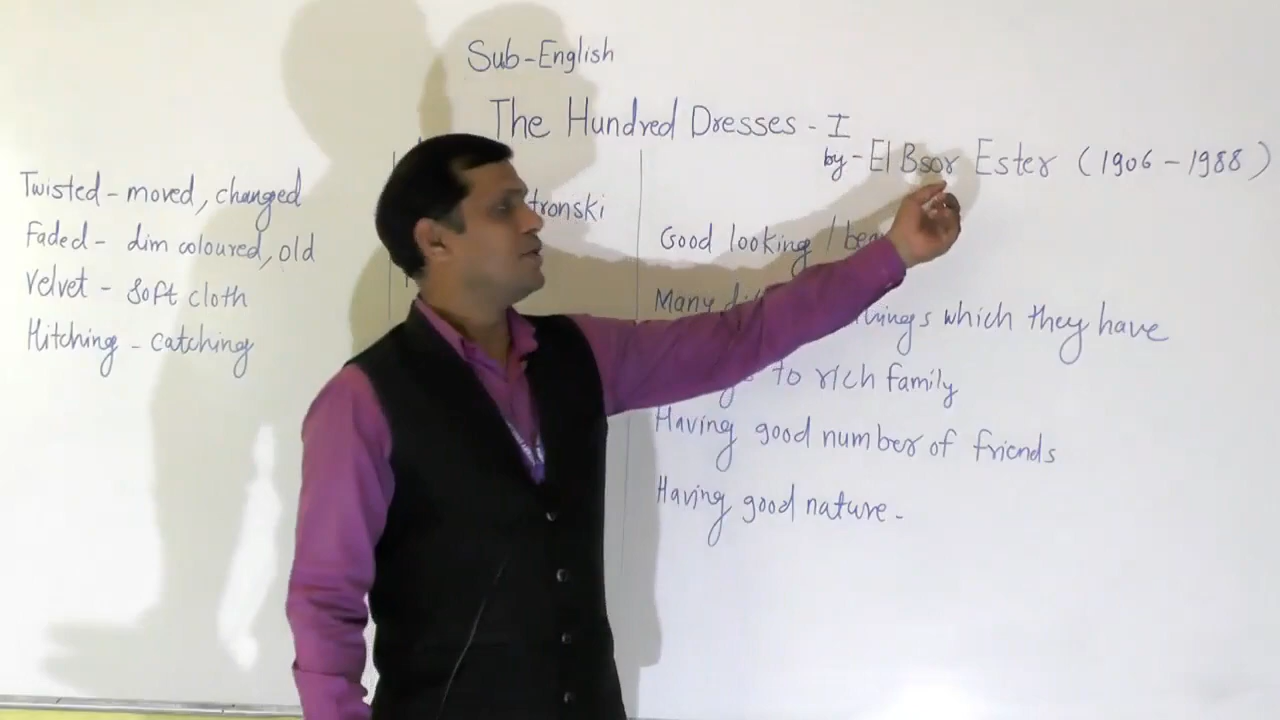 Sub-English
The Hundred Dresses - I
by - El Bsor Ester (1906 - 1988)
Twisted - moved, changed
Faded - dim coloured, old
Velvet - soft cloth
Hitching - catching
tronski
Good looking /
Many which they have
to rich family
Having good number of friends
Having good nature -